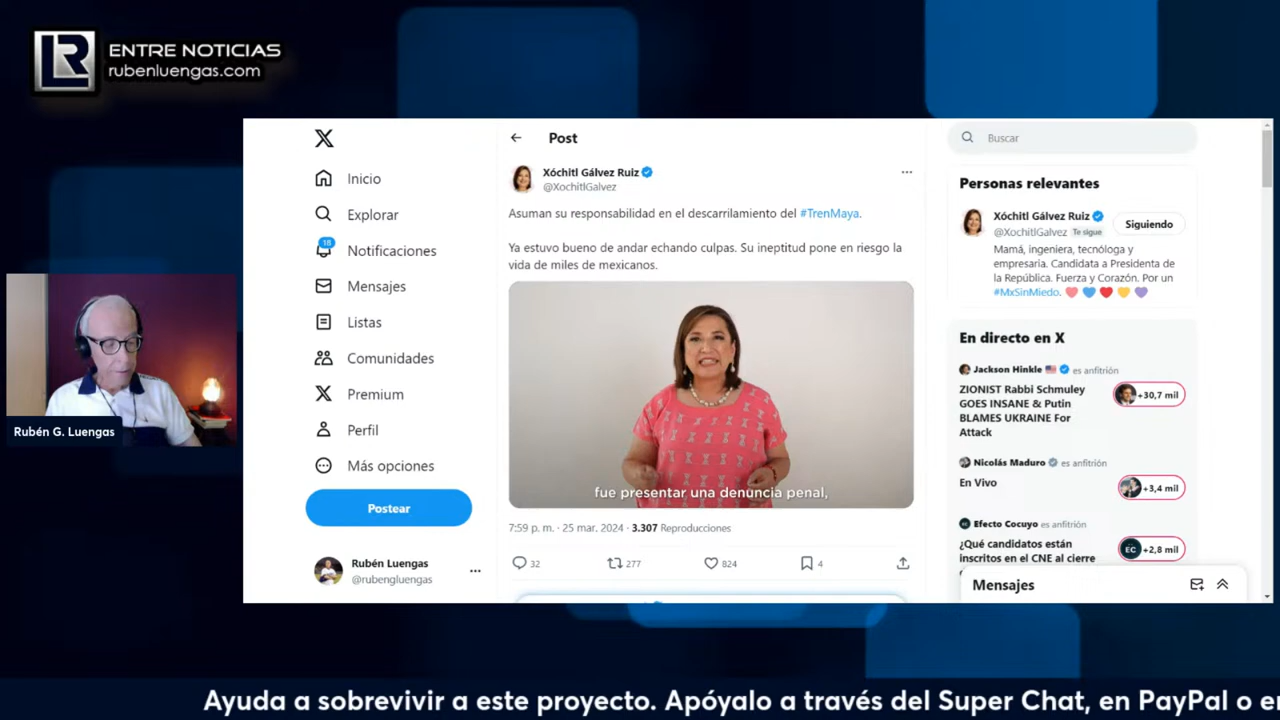 LR
ENTRE NOTICIAS
rubenluengas.com
Rubén G. Luengas
X
Inicio
Explorar
18
Notificaciones
Mensajes
Listas
Comunidades
Premium
Perfil
Más opciones
Postear
Rubén Luengas
@rubengluengas
Post
Xóchitl Gálvez Ruiz
@XochitlGalvez
Asuman su responsabilidad en el descarrilamiento del #TrenMaya.
Ya estuvo bueno de andar echando culpas. Su ineptitud pone en riesgo la
vida de miles de mexicanos.
fue presentar una denuncia penal,
7:59 p. m. · 25 mar. 2024 · 3.307 Reproducciones
32
277
824
4
Buscar
Personas relevantes
Xóchitl Gálvez Ruiz
@XochitlGalvez Te sigue
Siguiendo
Mamá, ingeniera, tecnóloga y
empresaria. Candidata a Presidenta de
la República. Fuerza y Corazón. Por un
#MxSinMiedo.
En directo en X
Jackson Hinkle es anfitrión
ZIONIST Rabbi Schmuley
GOES INSANE & Putin
BLAMES UKRAINE For
Attack
+30,7 mil
Nicolás Maduro es anfitrión
En Vivo
+3,4 mil
Efecto Cocuyo es anfitrión
¿Qué candidatos están
inscritos en el CNE al cierre
EC +2,8 mil
Mensajes
Ayuda a sobrevivir a este proyecto. Apóyalo a través del Super Chat, en PayPal o e